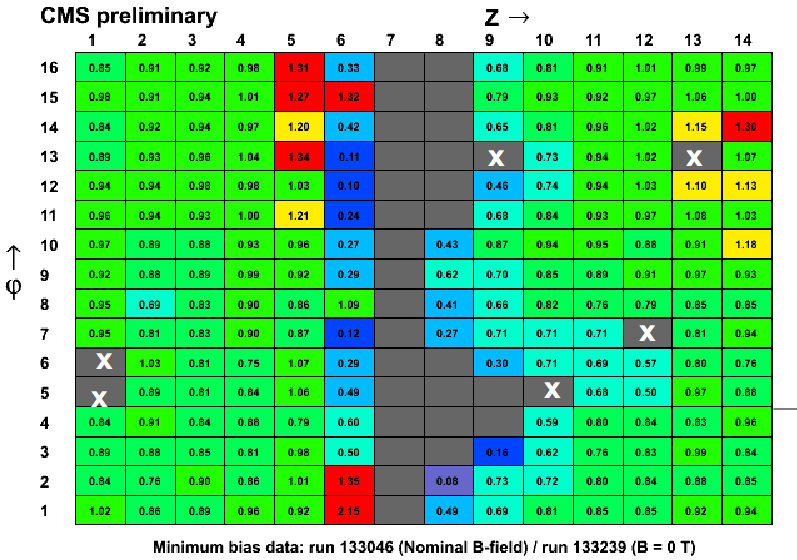 CMS preliminary
Z →
1 2 3 4 5 6 7 8 9 10 11 12 13 14
16 0.85 0.91 0.92 0.98 1.31 0.33 0.68 0.81 0.91 1.01 0.99 0.97
15 0.98 0.91 0.94 1.01 1.27 1.32 0.79 0.93 0.92 0.97 1.06 1.00
14 0.84 0.92 0.94 0.97 1.20 0.42 0.65 0.81 0.96 1.02 1.15 1.30
13 0.89 0.93 0.96 1.04 1.34 0.11 X 0.73 0.94 1.02 X 1.07
12 0.94 0.94 0.98 0.98 1.03 0.10 0.46 0.74 0.94 1.03 1.10 1.13
11 0.96 0.94 0.93 1.00 1.21 0.24 0.68 0.84 0.93 0.97 1.08 1.03
10 0.97 0.89 0.88 0.93 0.96 0.27 0.43 0.87 0.94 0.95 0.88 0.91 1.18
φ →
9 0.92 0.88 0.89 0.99 0.92 0.29 0.62 0.70 0.85 0.89 0.91 0.97 0.93
8 0.95 0.69 0.83 0.90 0.86 1.09 0.41 0.66 0.82 0.76 0.79 0.85 0.85
7 0.95 0.81 0.83 0.90 0.87 0.12 0.27 0.71 0.71 0.71 X 0.81 0.94
6 X 1.03 0.81 0.75 1.07 0.29 0.30 0.71 0.69 0.57 0.80 0.76
5 X 0.89 0.81 0.84 1.06 0.49 X 0.68 0.50 0.97 0.88
4 0.84 0.91 0.84 0.88 0.79 0.60 0.59 0.80 0.84 0.83 0.96
3 0.89 0.88 0.85 0.81 0.98 0.50 0.16 0.62 0.76 0.83 0.99 0.84
2 0.84 0.76 0.90 0.86 1.01 1.35 0.08 0.73 0.72 0.80 0.84 0.88 0.85
1 1.02 0.86 0.89 0.96 0.92 2.15 0.49 0.69 0.81 0.85 0.85 0.92 0.94
Minimum bias data: run 133046 (Nominal B-field) / run 133239 (B = 0 T)